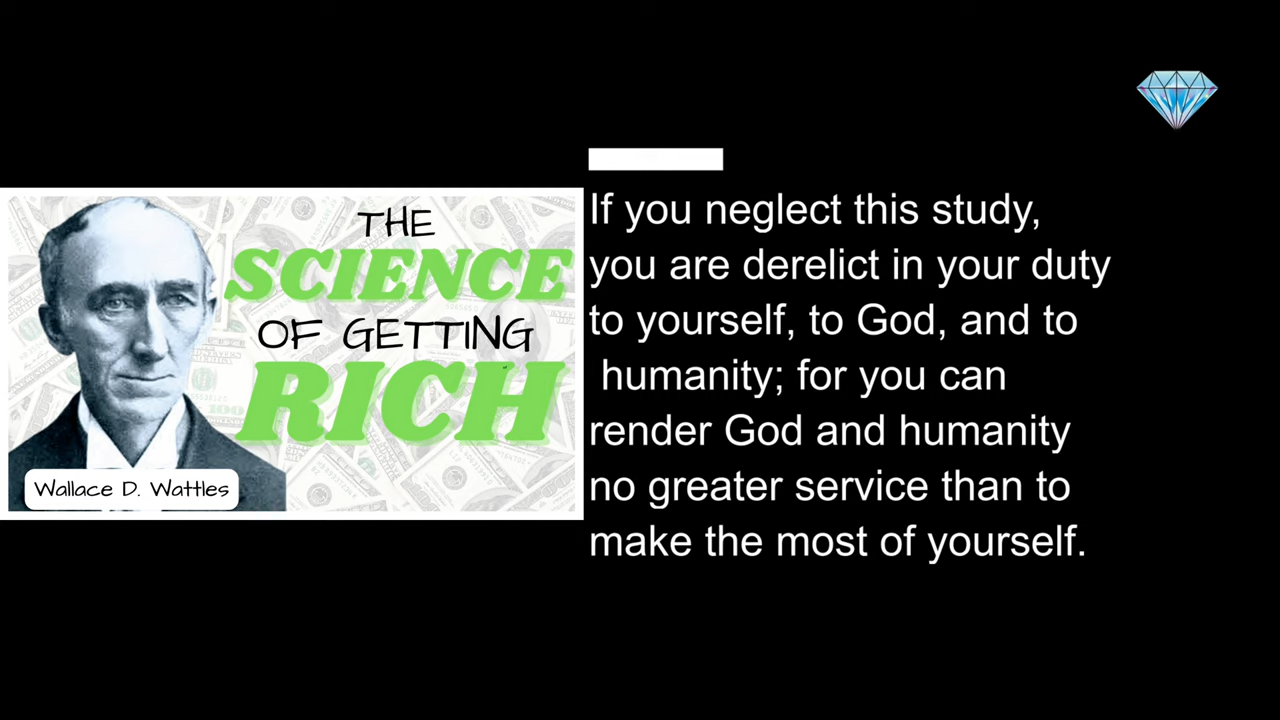 THE
SCIENCE
OF GETTING
RICH
Wallace D. Wattles
If you neglect this study,
you are derelict in your duty
to yourself, to God, and to
humanity; for you can
render God and humanity
no greater service than to
make the most of yourself.